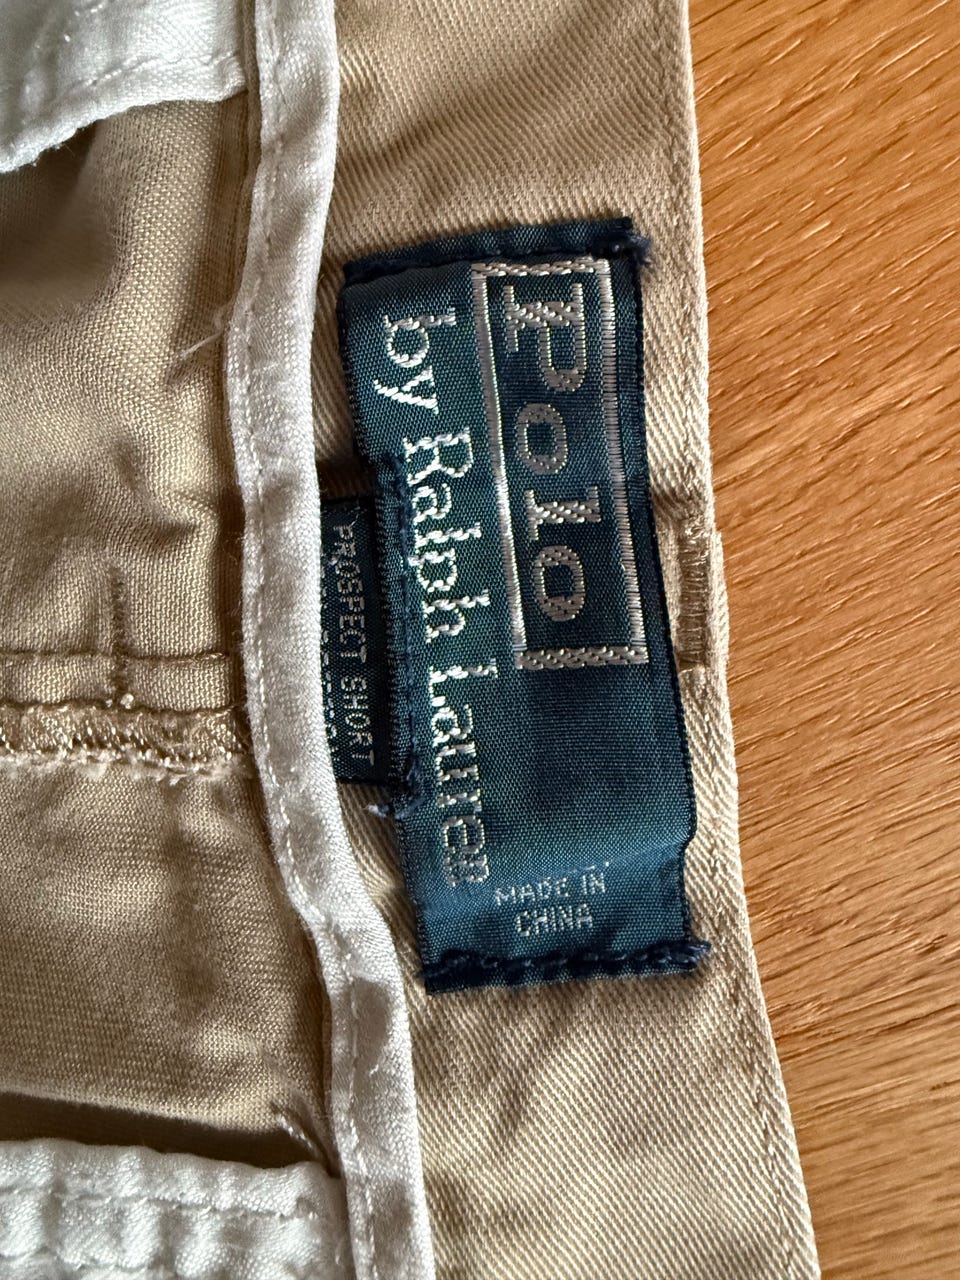 Polo
by Ralph Lauren
MADE IN
CHINA
PROSPECT SHORT